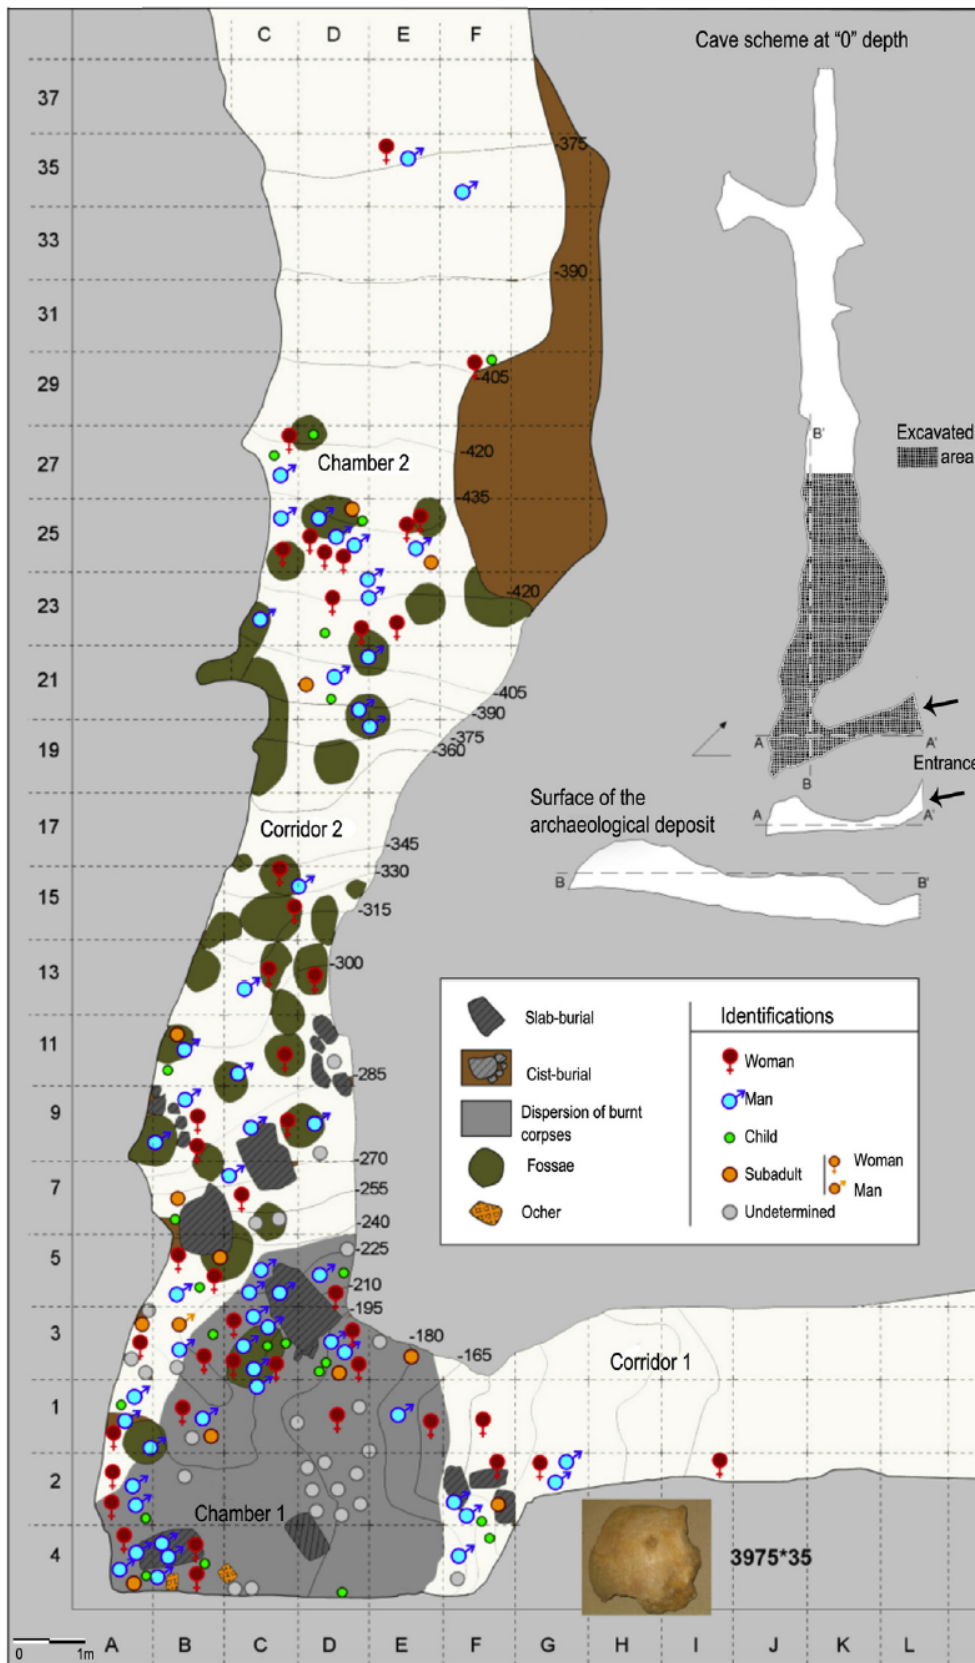 C D E F
Cave scheme at “0” depth
37
-375
35
33
-390
31
29
-405
B'
Excavated
area
-420
27
Chamber 2
-435
25
-420
23
21
-405
-390
-375
-360
19
A
A'
B
Entrance
Surface of the
archaeological deposit
A
A'
17
Corridor 2
-345
-330
B
B'
15
-315
13
-300
11
-285
9
-270
7
-255
-240
-225
5
-210
-195
3
-180
-165
Corridor 1
1
2
Chamber 1
4
Slab-burial
Cist-burial
Dispersion of burnt
corpses
Fossae
Ocher
Identifications
Woman
Man
Child
Subadult
Woman
Man
Undetermined
3975*35
0 1m
A B C D E F G H I J K L